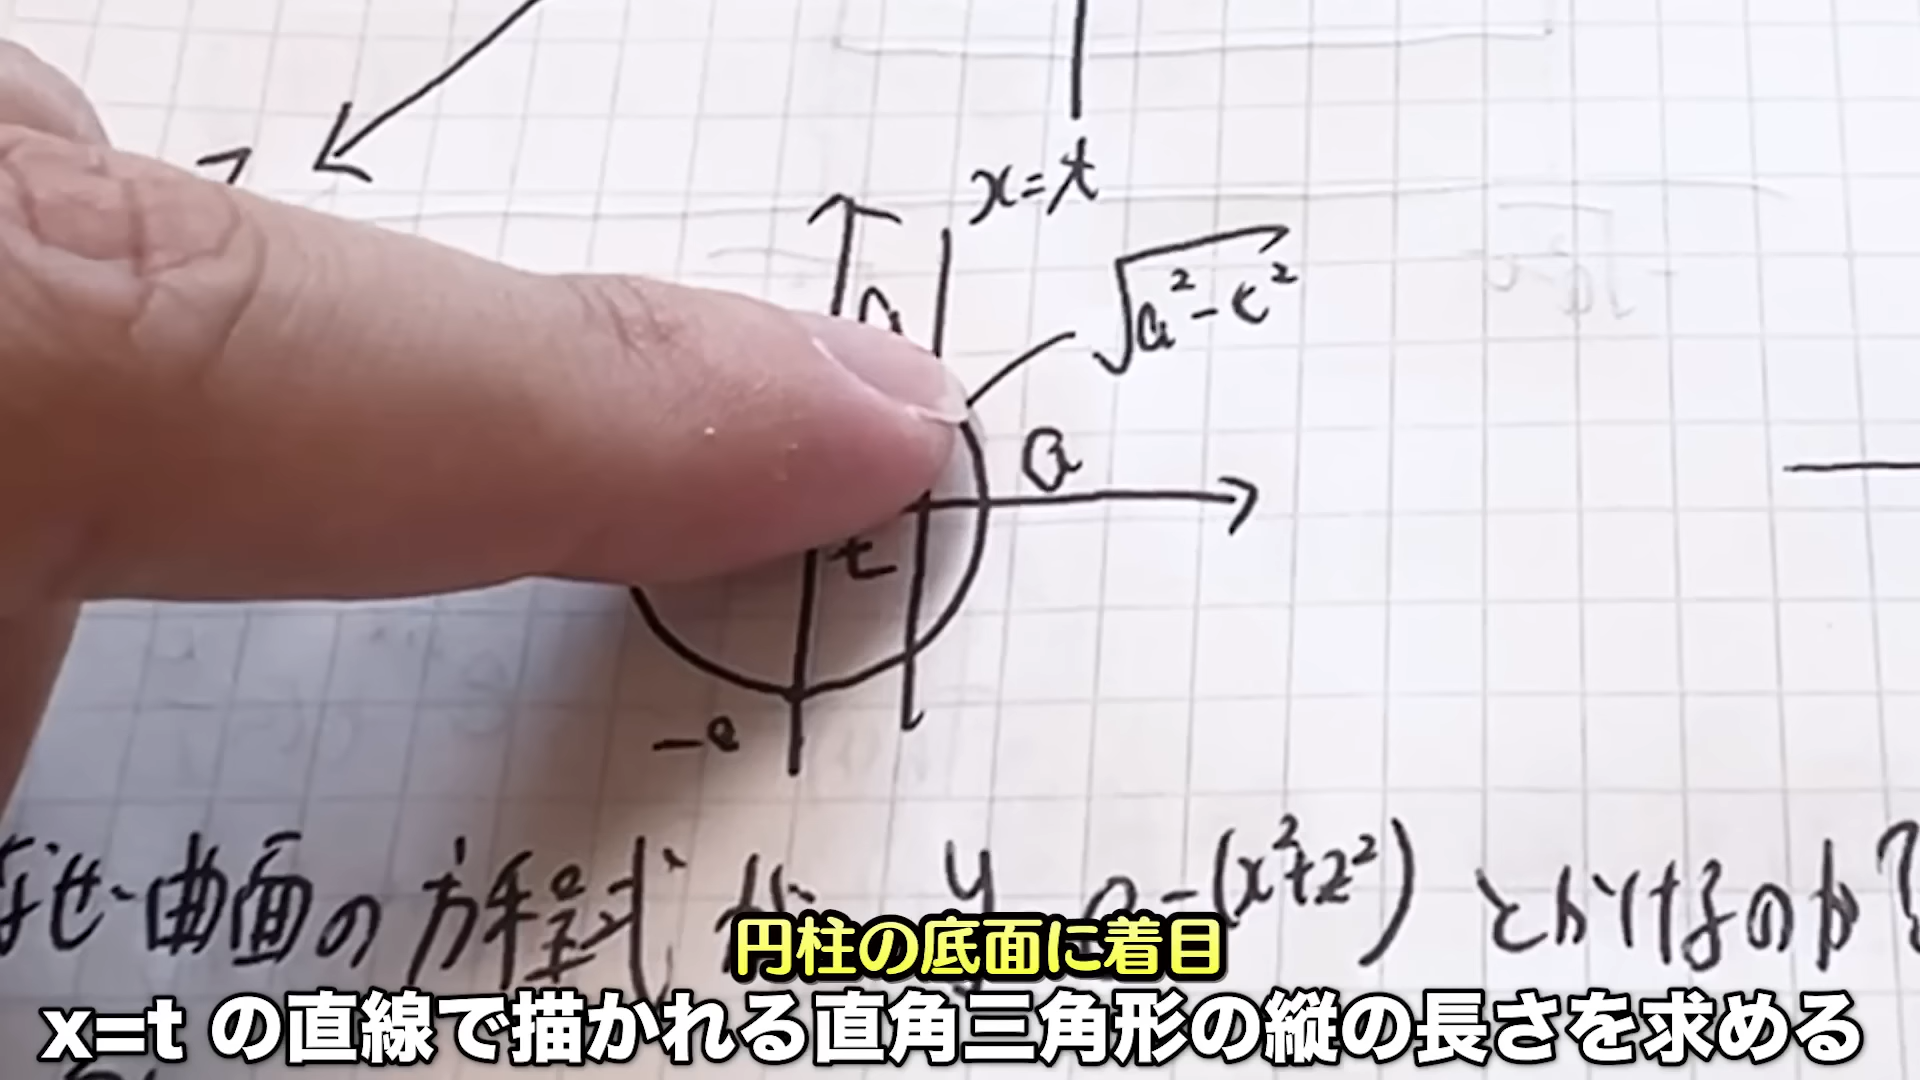 x=t
√a²-t²
a
a
t
-a
なぜ曲面の方程式が y e-(x²+z²) とかけるのか?
円柱の底面に着目
x=t の直線で描かれる直角三角形の縦の長さを求める